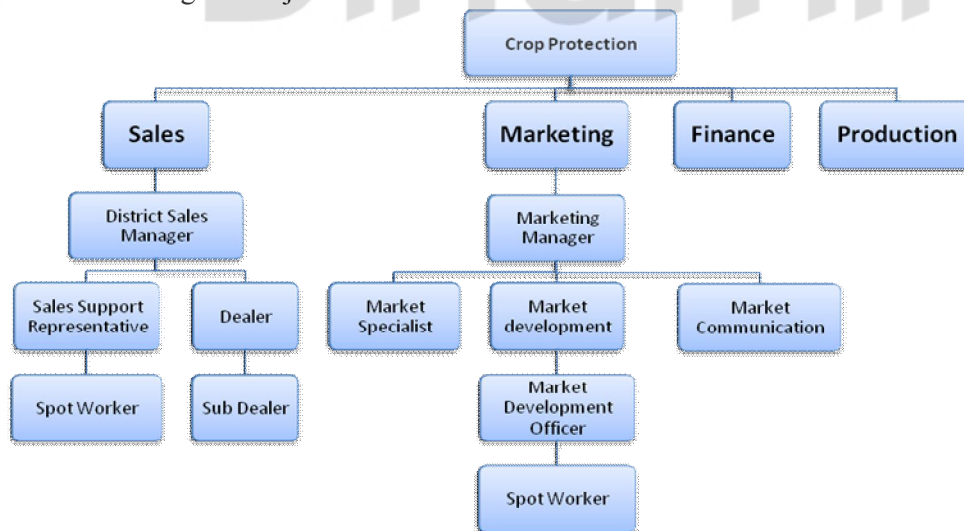 Crop Protection
Sales
Marketing
Finance
Production
District Sales
Manager
Marketing
Manager
Sales Support
Representative
Dealer
Market
Specialist
Market
development
Market
Communication
Spot Worker
Sub Dealer
Market
Development
Officer
Spot Worker